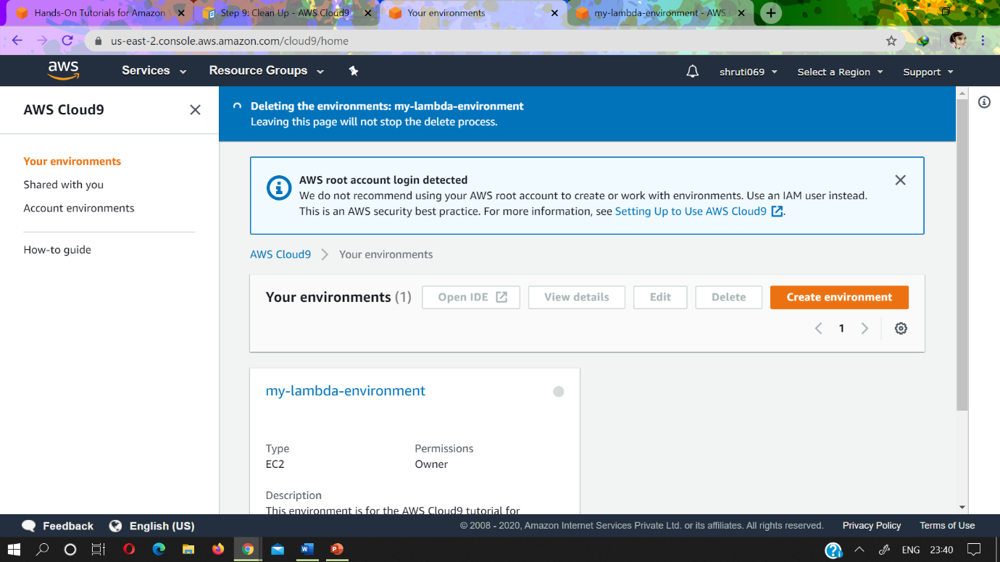 Hands-On Tutorials for Amazon
Step 9: Clean Up - AWS Cloud9
Your environments
my-lambda-environment - AWS
us-east-2.console.aws.amazon.com/cloud9/home
aws
Services
Resource Groups
shruti069
Select a Region
Support
AWS Cloud9
Your environments
Shared with you
Account environments
How-to guide
Deleting the environments: my-lambda-environment
Leaving this page will not stop the delete process.
AWS root account login detected
We do not recommend using your AWS root account to create or work with environments. Use an IAM user instead.
This is an AWS security best practice. For more information, see Setting Up to Use AWS Cloud9.
AWS Cloud9 > Your environments
Your environments (1)
Open IDE
View details
Edit
Delete
Create environment
< 1 >
my-lambda-environment
Type
EC2
Permissions
Owner
Description
This environment is for the AWS Cloud9 tutorial for
Feedback
English (US)
© 2008 - 2020, Amazon Internet Services Private Ltd. or its affiliates. All rights reserved.
Privacy Policy
Terms of Use
ENG
23:40